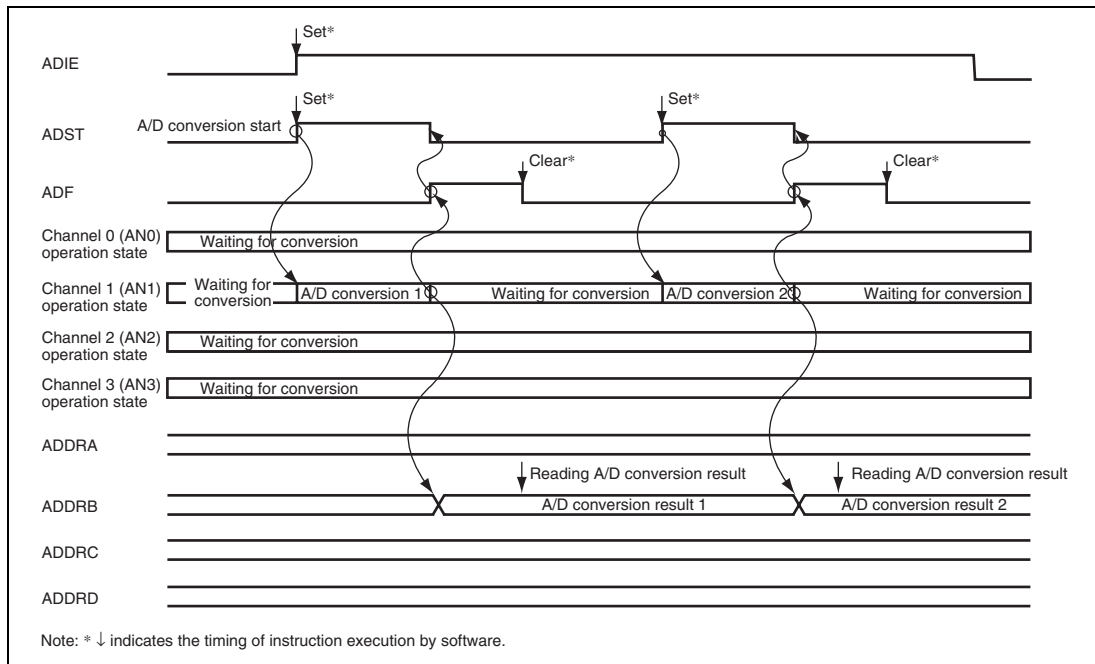 Set*
ADIE
Set*
Set*
A/D conversion start
ADST
Clear*
Clear*
ADF
Channel 0 (AN0)
operation state
Waiting for conversion
Channel 1 (AN1)
operation state
Waiting for
conversion
A/D conversion 1
Waiting for conversion
A/D conversion 2
Waiting for conversion
Channel 2 (AN2)
operation state
Waiting for conversion
Channel 3 (AN3)
operation state
Waiting for conversion
ADDRA
Reading A/D conversion result
Reading A/D conversion result
ADDRB
A/D conversion result 1
A/D conversion result 2
ADDRC
ADDRD
Note: * ↓ indicates the timing of instruction execution by software.